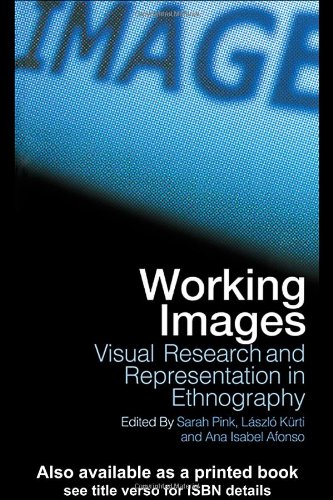 IMAGE
Working
Images
Visual Research and
Representation in
Ethnography
Edited By Sarah Pink, László Kürti
and Ana Isabel Afonso
Also available as a printed book
see title verso for ISBN details